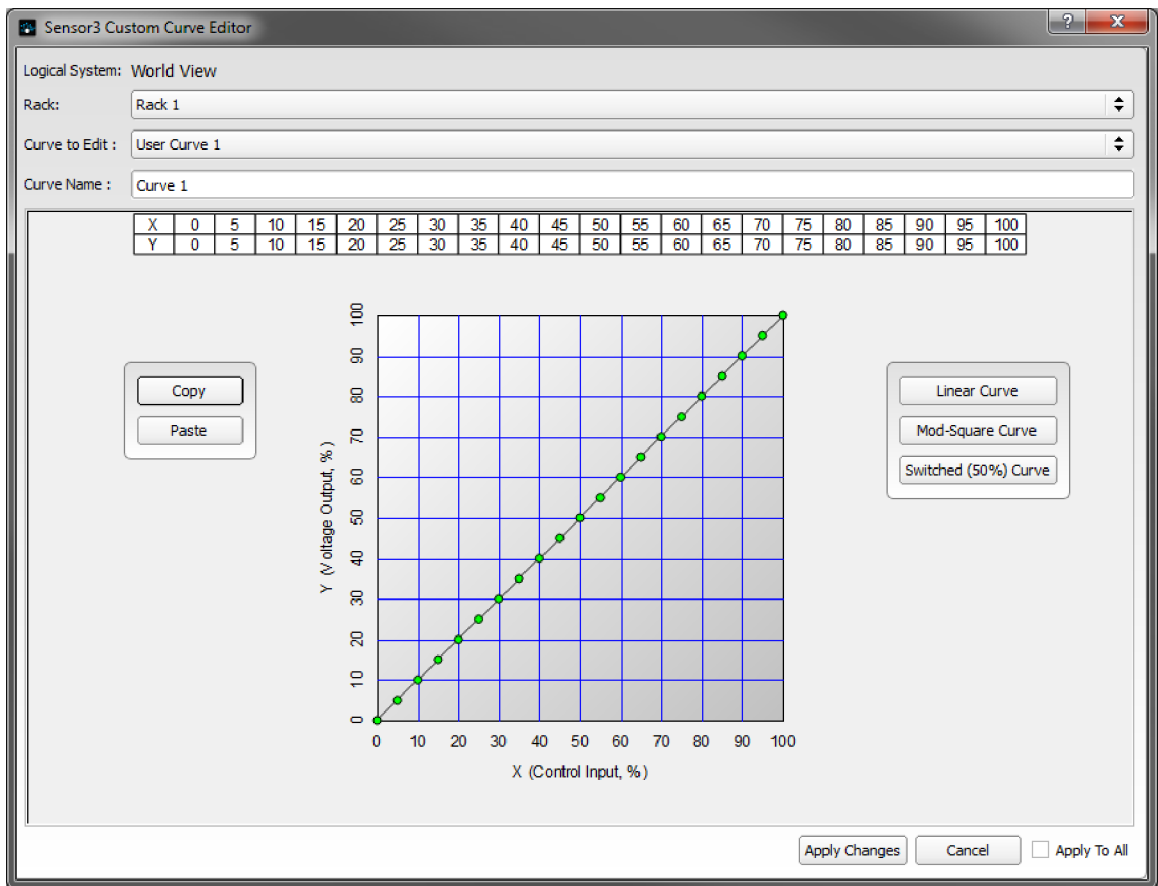 Sensor3 Custom Curve Editor
? X
Logical System: World View
Rack: Rack 1
Curve to Edit : User Curve 1
Curve Name : Curve 1
X 0 5 10 15 20 25 30 35 40 45 50 55 60 65 70 75 80 85 90 95 100
Y 0 5 10 15 20 25 30 35 40 45 50 55 60 65 70 75 80 85 90 95 100
Copy
Paste
Y (Voltage Output, %)
100
90
80
70
60
50
40
30
20
10
0
0 10 20 30 40 50 60 70 80 90 100
X (Control Input, %)
Linear Curve
Mod-Square Curve
Switched (50%) Curve
Apply Changes Cancel Apply To All